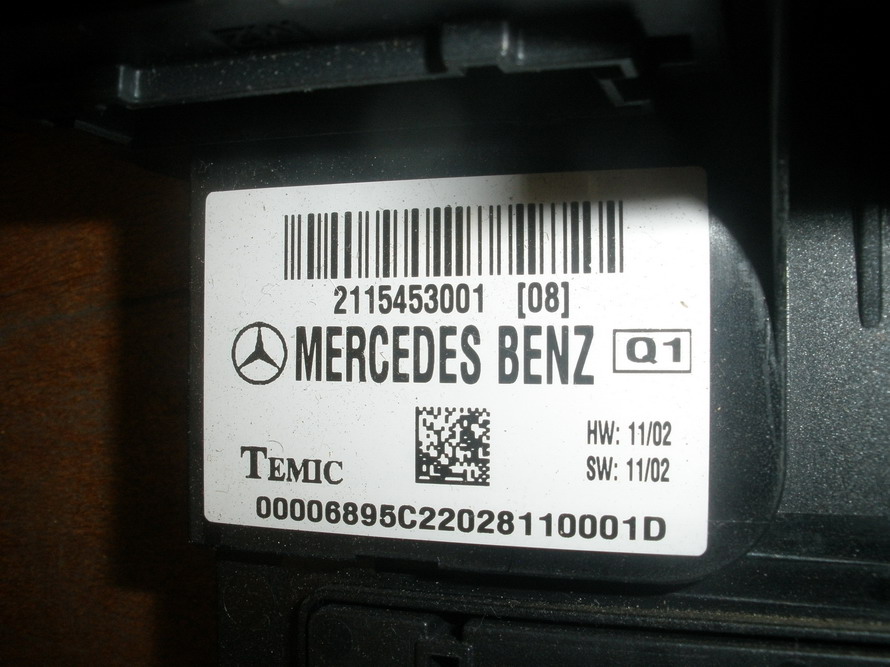 2115453001 [08]
MERCEDES BENZ Q1
HW: 11/02
SW: 11/02
TEMIC
00006895C22028110001D